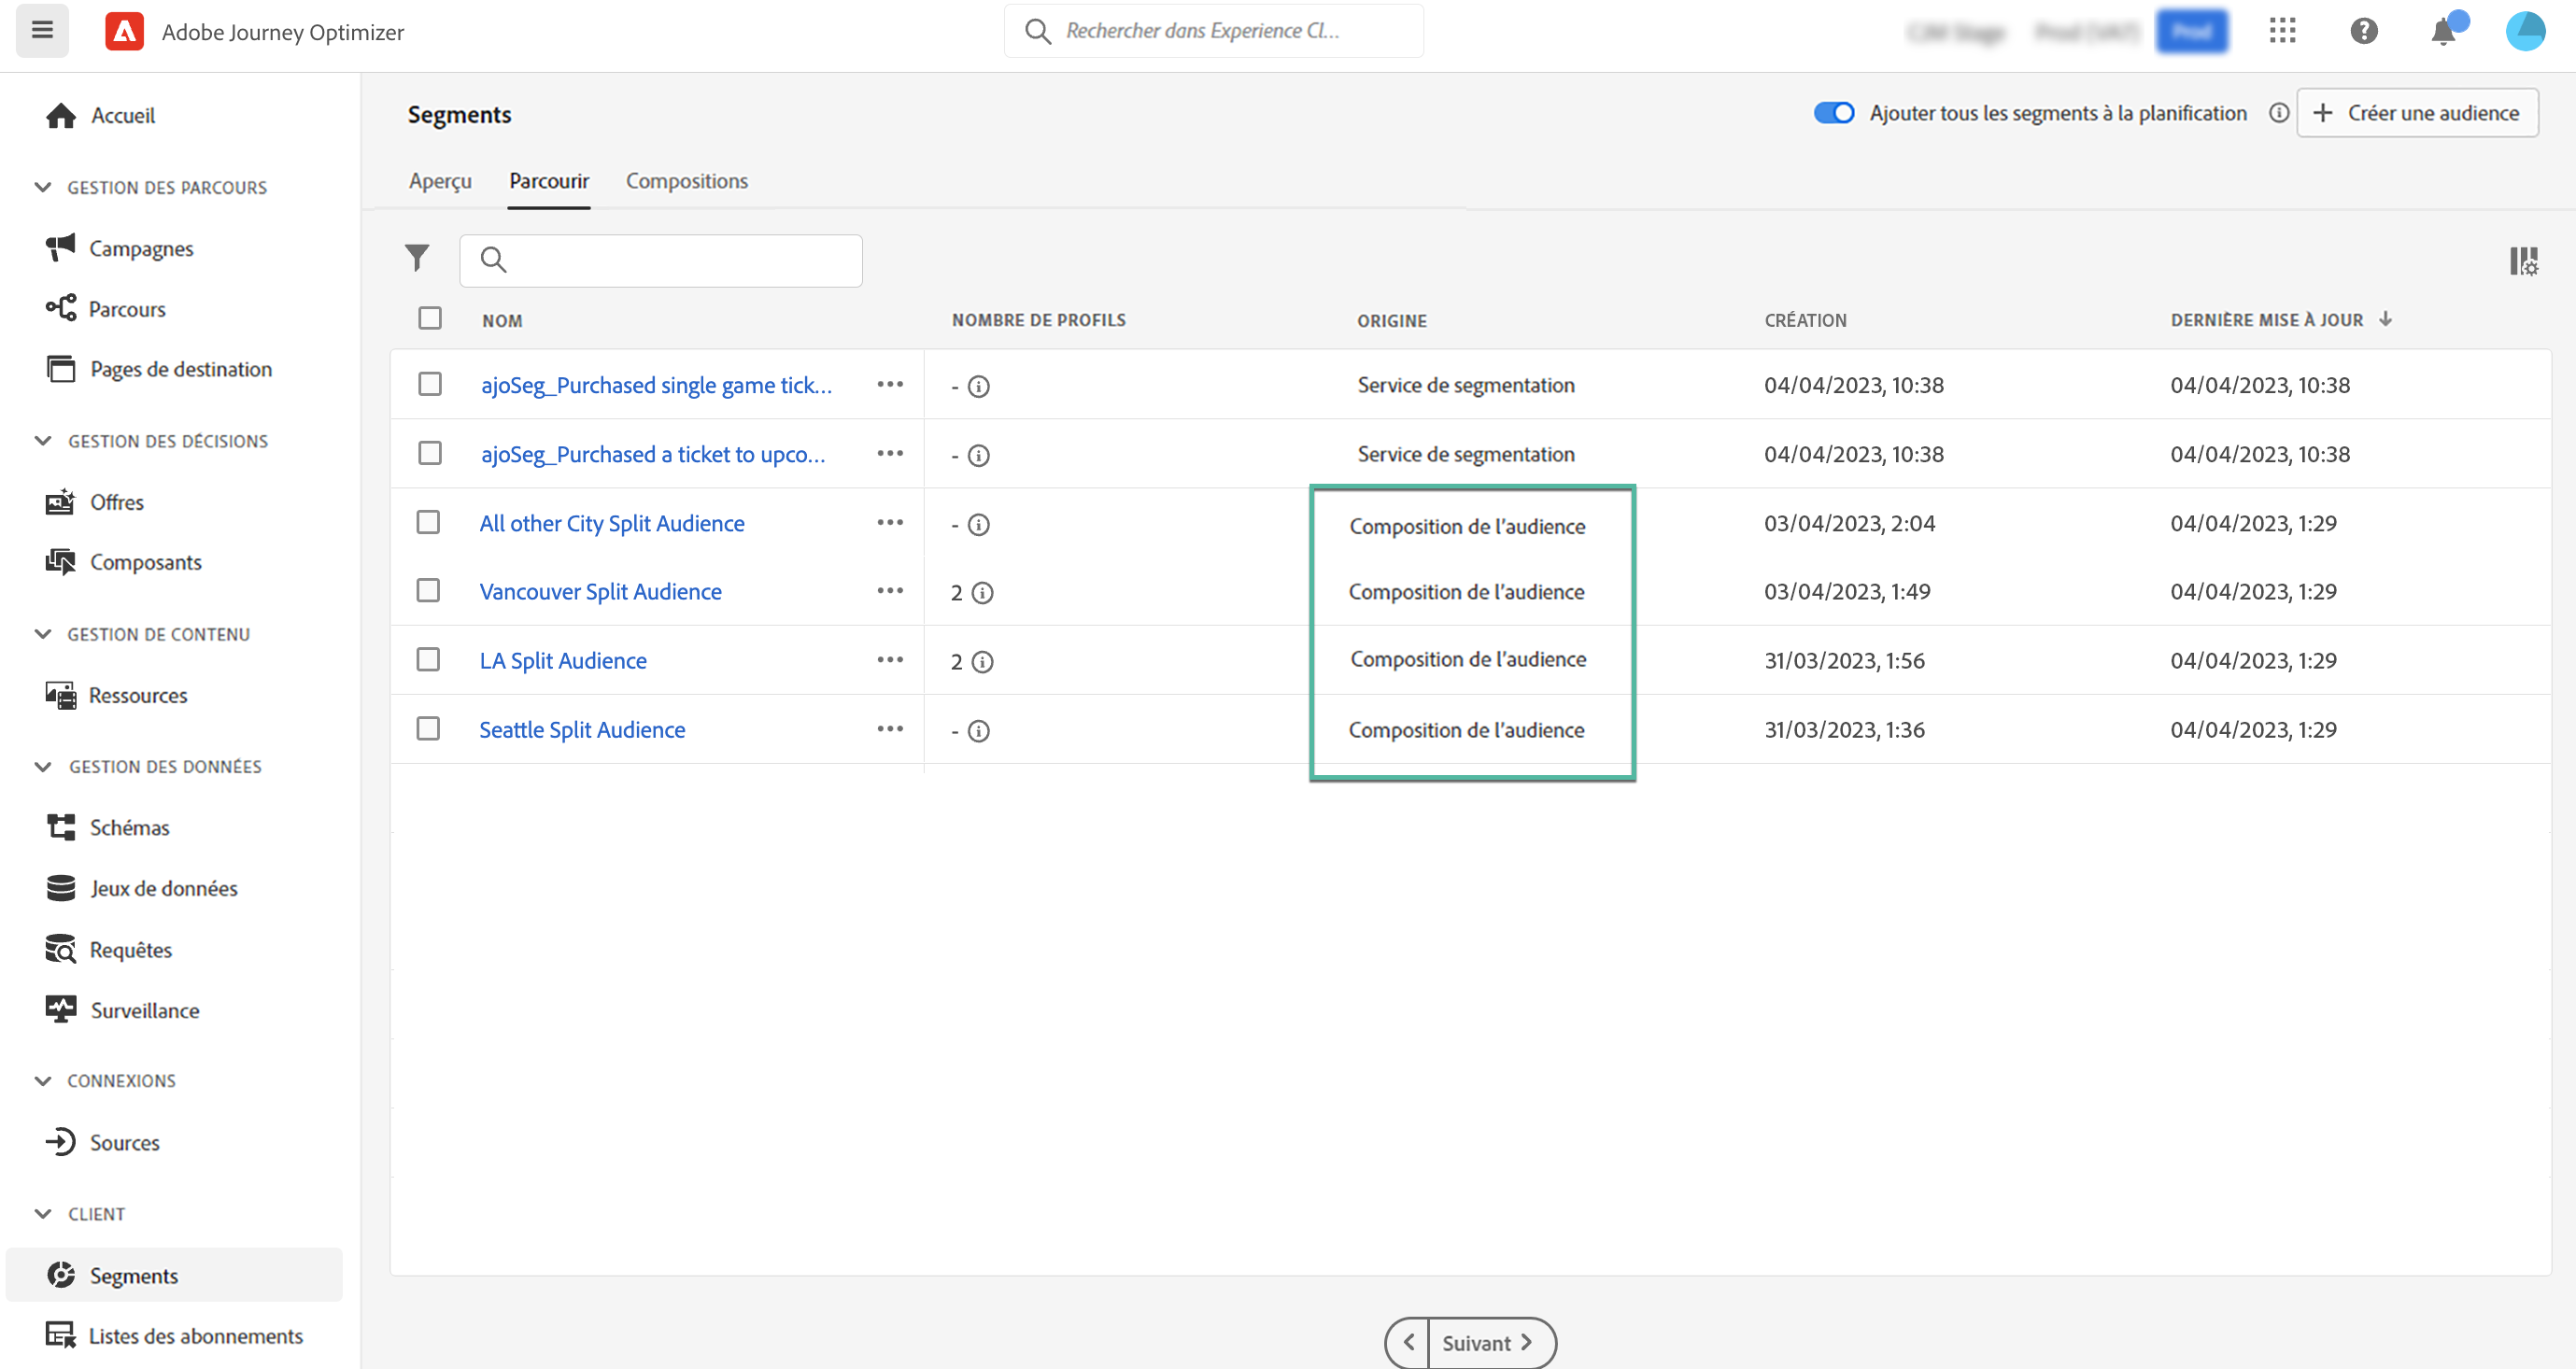 Adobe Journey Optimizer
Rechercher dans Experience Cl...
Prod
Accueil
GESTION DES PARCOURS
Campagnes
Parcours
Pages de destination
GESTION DES DÉCISIONS
Offres
Composants
GESTION DE CONTENU
Ressources
GESTION DES DONNÉES
Schémas
Jeux de données
Requêtes
Surveillance
CONNEXIONS
Sources
CLIENT
Segments
Listes des abonnements
Segments
Ajouter tous les segments à la planification
Créer une audience
Aperçu Parcourir Compositions
NOM NOMBRE DE PROFILS ORIGINE CRÉATION DERNIÈRE MISE À JOUR
ajoSeg_Purchased single game tick... - Service de segmentation 04/04/2023, 10:38 04/04/2023, 10:38
ajoSeg_Purchased a ticket to upco... - Service de segmentation 04/04/2023, 10:38 04/04/2023, 10:38
All other City Split Audience - Composition de l'audience 03/04/2023, 2:04 04/04/2023, 1:29
Vancouver Split Audience 2 Composition de l'audience 03/04/2023, 1:49 04/04/2023, 1:29
LA Split Audience 2 Composition de l'audience 31/03/2023, 1:56 04/04/2023, 1:29
Seattle Split Audience - Composition de l'audience 31/03/2023, 1:36 04/04/2023, 1:29
Suivant